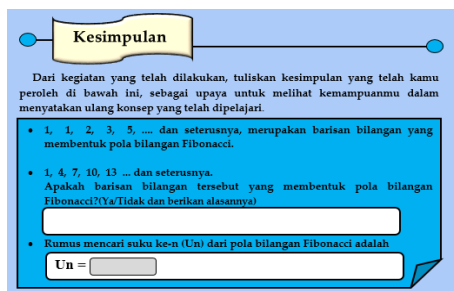 Kesimpulan
Dari kegiatan yang telah dilakukan, tuliskan kesimpulan yang telah kamu
peroleh di bawah ini, sebagai upaya untuk melihat kemampuanmu dalam
menyatakan ulang konsep yang telah dipelajari.
• 1, 1, 2, 3, 5, .... dan seterusnya, merupakan barisan bilangan yang
membentuk pola bilangan Fibonacci.
• 1, 4, 7, 10, 13 ... dan seterusnya.
Apakah barisan bilangan tersebut yang membentuk pola bilangan
Fibonacci?(Ya/Tidak dan berikan alasannya)
• Rumus mencari suku ke-n (Un) dari pola bilangan Fibonacci adalah
Un =